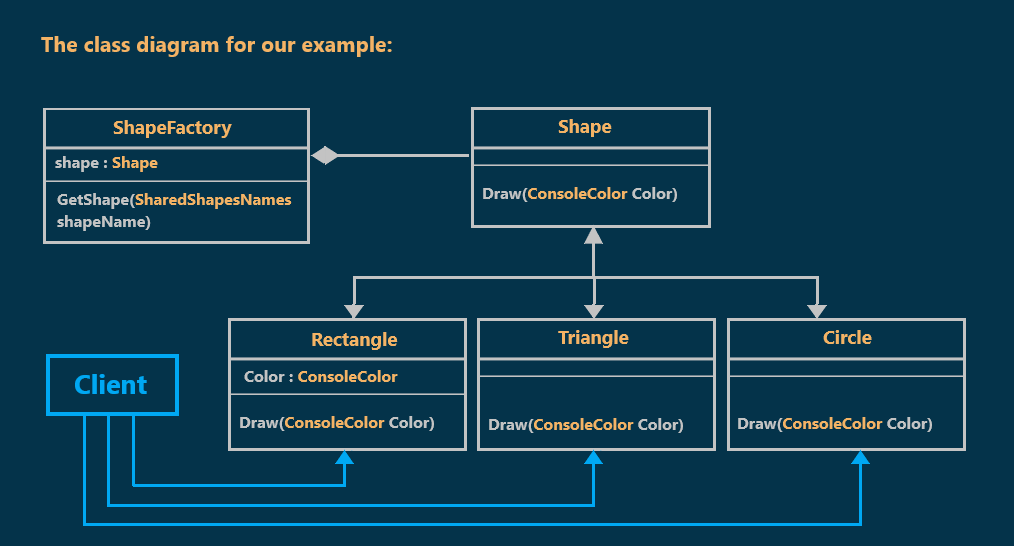 The class diagram for our example:
ShapeFactory
shape : Shape
GetShape(SharedShapesNames
shapeName)
Shape
Draw(ConsoleColor Color)
Client
Rectangle
Color : ConsoleColor
Draw(ConsoleColor Color)
Triangle
Draw(ConsoleColor Color)
Circle
Draw(ConsoleColor Color)